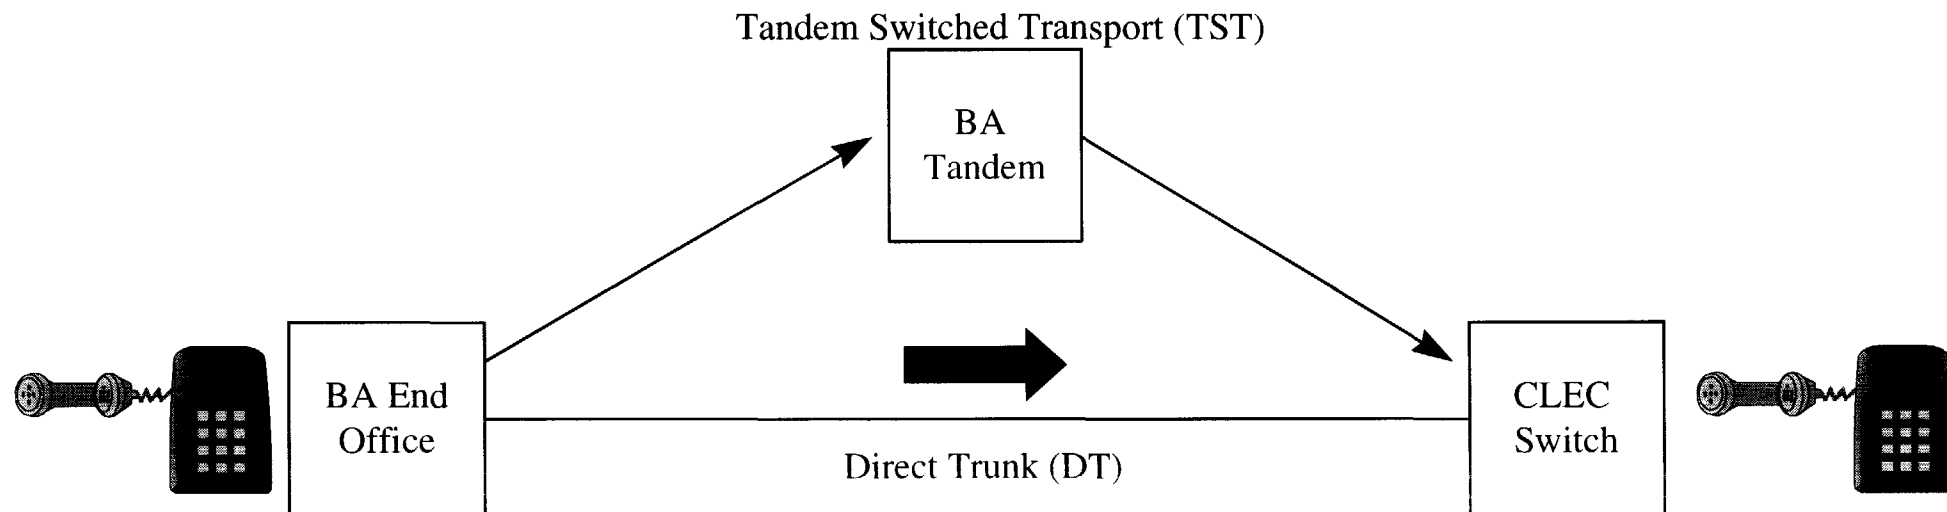 Tandem Switched Transport (TST)
BA
Tandem
BA End
Office
CLEC
Switch
Direct Trunk (DT)